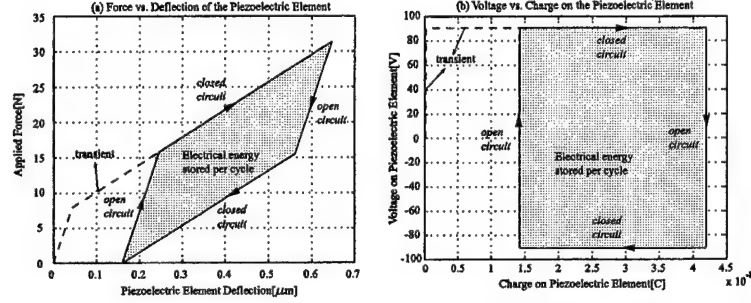 (a) Force vs. Deflection of the Piezoelectric Element
35
30
25
20
15
10
5
0
0
0.1
0.2
0.3
0.4
0.5
0.6
0.7
Applied Force[N]
Piezoelectric Element Deflection[μm]
closed
circuit
open
circuit
transient
open
circuit
Electrical energy
stored per cycle
closed
circuit
(b) Voltage vs. Charge on the Piezoelectric Element
100
80
60
40
20
0
-20
-40
-60
-80
-100
0
0.5
1
1.5
2
2.5
3
3.5
4
4.5
Voltage on Piezoelectric Element[V]
Charge on Piezoelectric Element[C]
closed
circuit
transient
open
circuit
open
circuit
Electrical energy
stored per cycle
closed
circuit